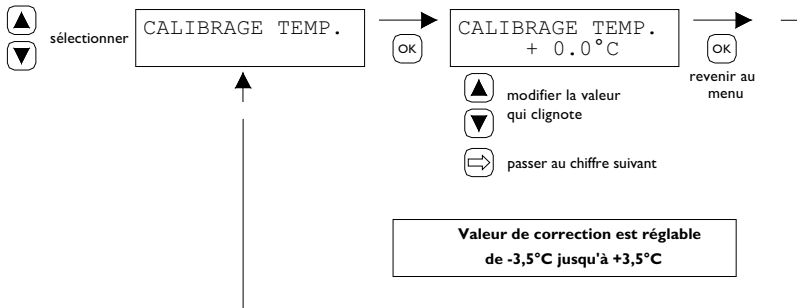 sélectionner
CALIBRAGE TEMP.
OK
CALIBRAGE TEMP.
+ 0.0°C
OK
revenir au
menu
modifier la valeur
qui clignote
passer au chiffre suivant
Valeur de correction est réglable
de -3,5°C jusqu'à +3,5°C